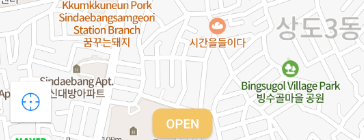 Kkumkkuneun Pork
Sindaebangsamgeori
Station Branch
꿈꾸는돼지
시간을들이다
상도3동
Sindaebang Apt.
신대방아파트
Bingsugol Village Park
빙수골마을 공원
OPEN